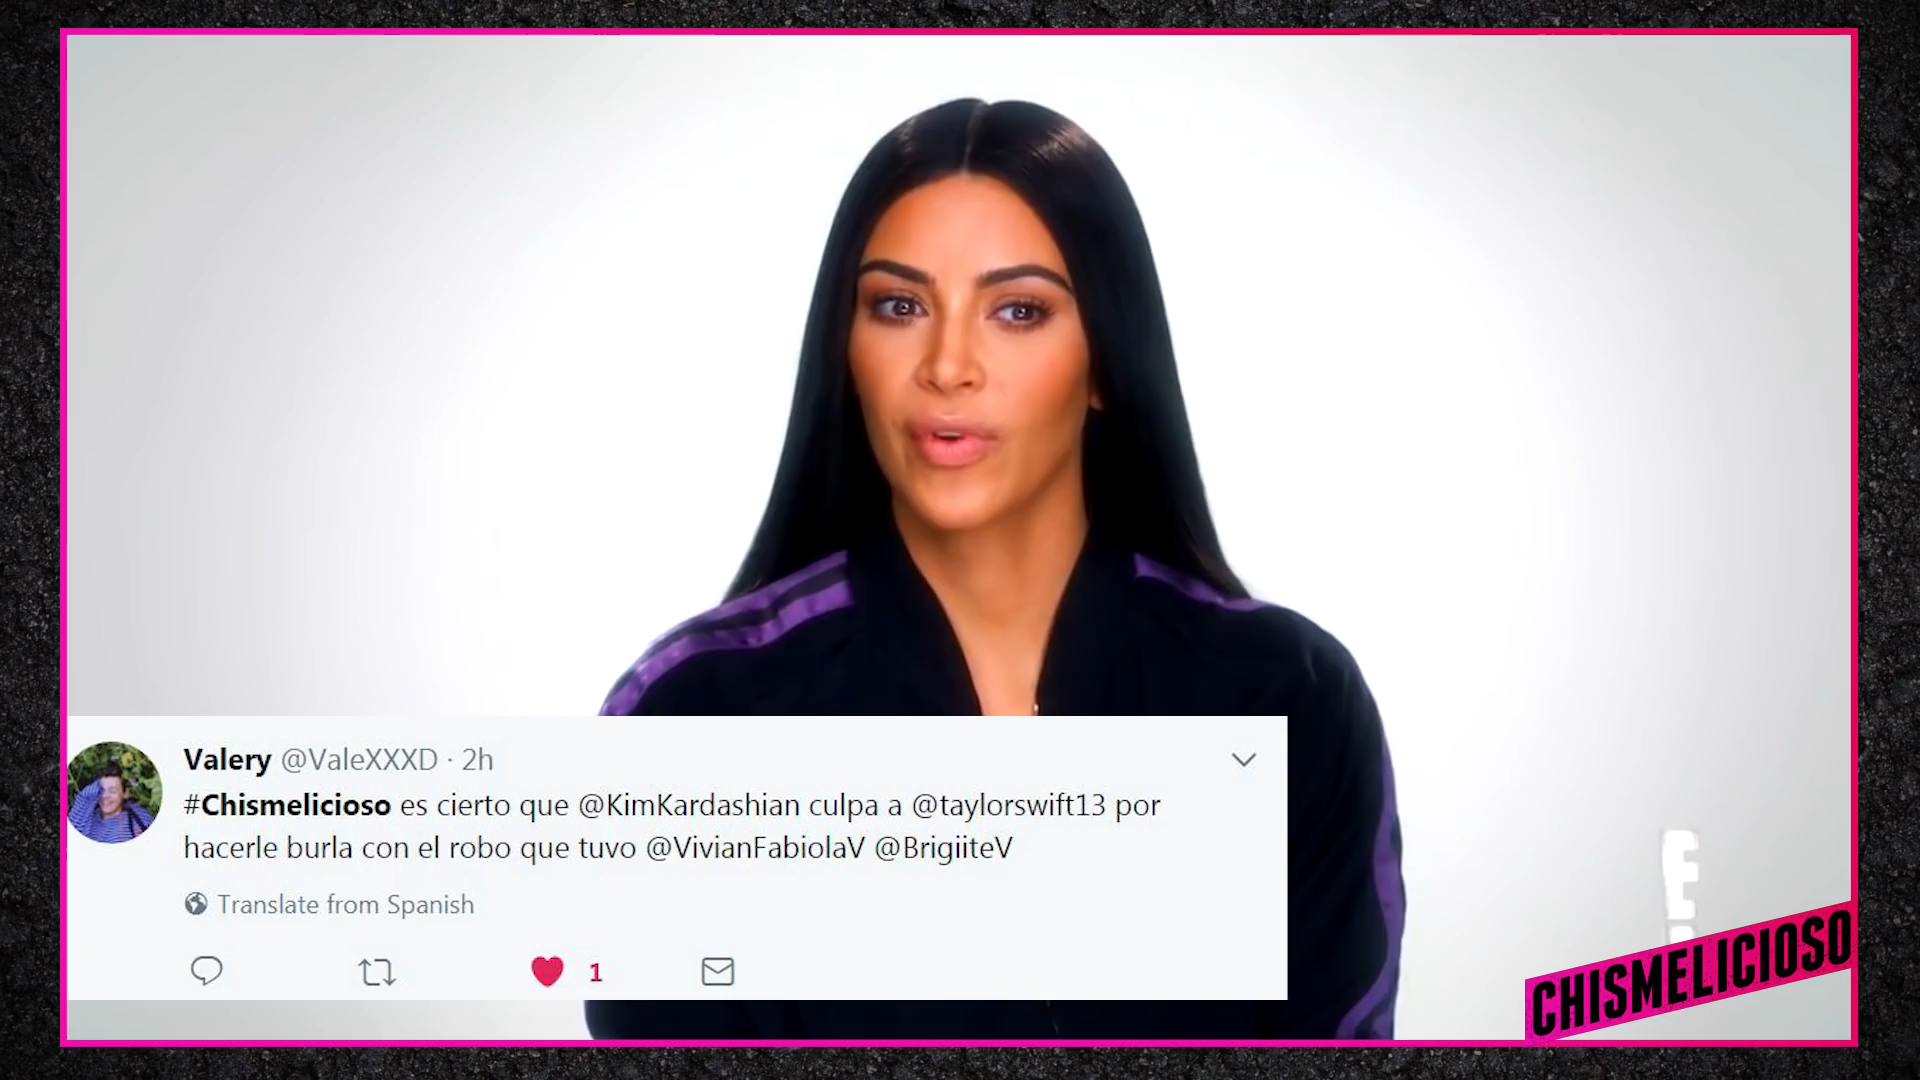 Valery @ValeXXXD · 2h
#Chismelicioso es cierto que @KimKardashian culpa a @taylorswift13 por
hacerle burla con el robo que tuvo @VivianFabiolaV @BrigiiteV
Translate from Spanish
1
E
CHISMELICIOSO